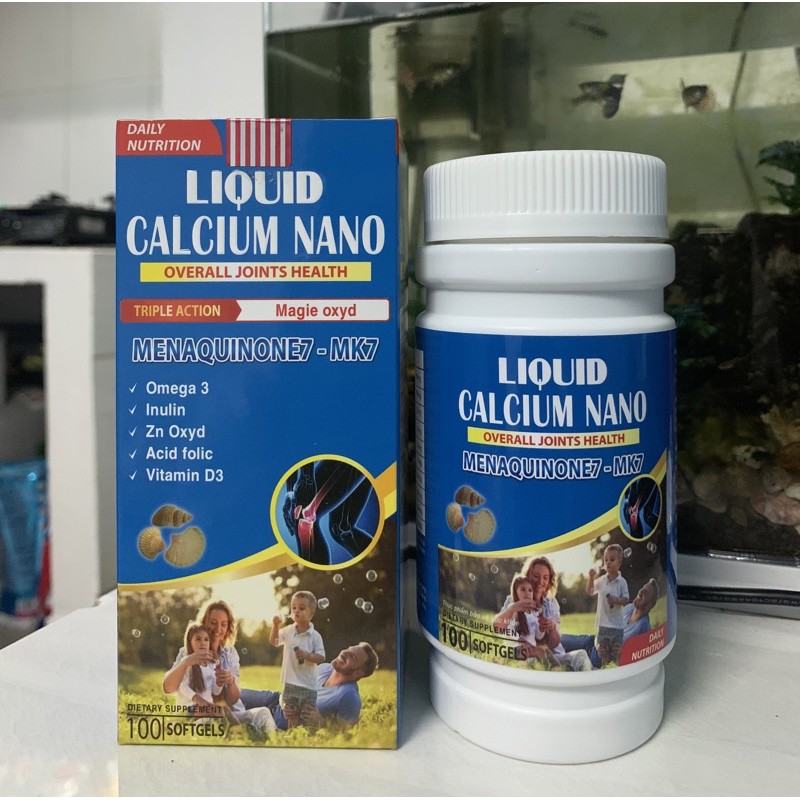 DAILY
NUTRITION
LIQUID
CALCIUM NANO
OVERALL JOINTS HEALTH
TRIPLE ACTION Magie oxyd
MENAQUINONE7 - MK7
✓ Omega 3
✓ Inulin
✓ Zn Oxyd
✓ Acid folic
✓ Vitamin D3
DIETARY SUPPLEMENT
100 SOFTGELS
LIQUID
CALCIUM NANO
OVERALL JOINTS HEALTH
MENAQUINONE7 - MK7
DIETARY SUPPLEMENT
100 SOFTGELS
DAILY
NUTRITION